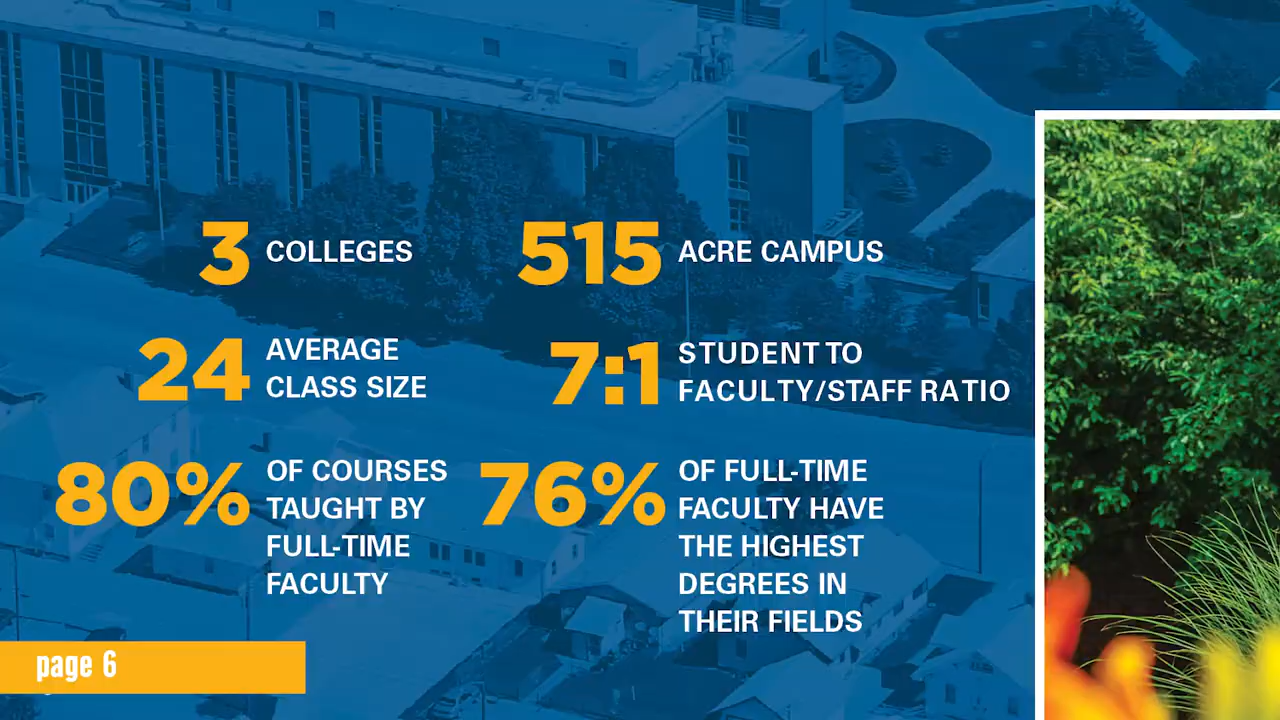 3 COLLEGES
515 ACRE CAMPUS
24 AVERAGE
CLASS SIZE
7:1 STUDENT TO
FACULTY/STAFF RATIO
80% OF COURSES
TAUGHT BY
FULL-TIME
FACULTY
76% OF FULL-TIME
FACULTY HAVE
THE HIGHEST
DEGREES IN
THEIR FIELDS
page 6